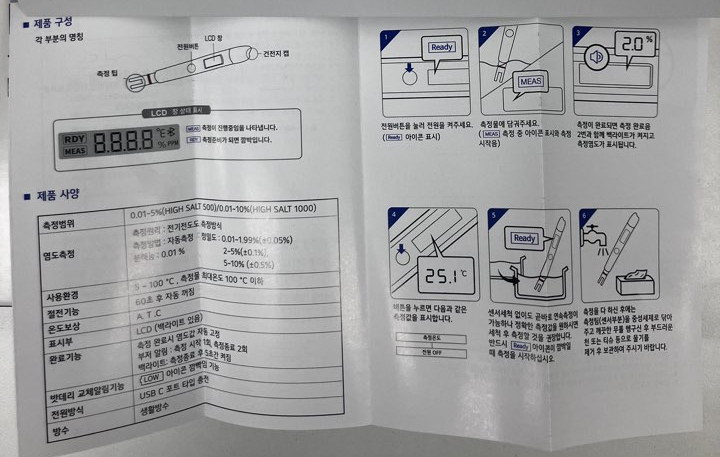 ■ 제품 구성
각 부분의 명칭
전원버튼
LCD 창
건전지 캡
측정 팁
LCD 창 상태 표시
RDY
MEAS
8.8.8.8
°C
% PPM
MEAS 측정이 진행중임을 나타냅니다.
RDY 측정준비가 되면 깜박입니다.
■ 제품 사양
측정범위 0.01-5%(HIGH SALT 500)/0.01-10%(HIGH SALT 1000)
염도측정 측정원리 : 전기전도도 측정방식
측정방법 : 자동측정 정밀도 : 0.01-1.99%(±0.05%)
분해능 : 0.01 % 2-5%(±0.1%),
5-10% (±0.5%)
사용환경 5 ~ 100 °C , 측정물 최대온도 100 °C 이하
절전기능 60초 후 자동 꺼짐
온도보상 A. T .C
표시부 LCD (백라이트 있음)
완료기능 측정 완료시 염도값 자동 고정
부저 알림 : 측정 시작 1회, 측정종료 2회
백라이트: 측정종료 후 5초간 켜짐
밧데리 교체알림기능 LOW 아이콘 깜박임 기능
전원방식 USB C 포트 타입 충전
방수 생활방수
1
Ready
전원버튼을 눌러 전원을 켜주세요.
(Ready 아이콘 표시)
2
MEAS
측정물에 담궈주세요.
(MEAS 측정 중 아이콘 표시와 측정
시작음)
3
2.0 %
측정이 완료되면 측정 완료음
2번과 함께 백라이트가 켜지고
측정염도가 표시됩니다.
4
25.1 °C
버튼을 누르면 다음과 같은
측정값을 표시합니다.
측정온도
전원 OFF
5
Ready
센서세척 없이도 곧바로 연속측정이
가능하나 정확한 측정값을 원하시면
세척 후 측정할 것을 권장합니다.
반드시 Ready 아이콘이 깜박일
때 측정을 시작하십시오.
6
측정을 다 하신 후에는
측정팁(센서부분)을 중성세제로 닦아
주고 깨끗한 무를 헹구신 후 부드러운
천 또는 티슈 등으로 물기를
제거 후 보관하여 주시기 바랍니다.